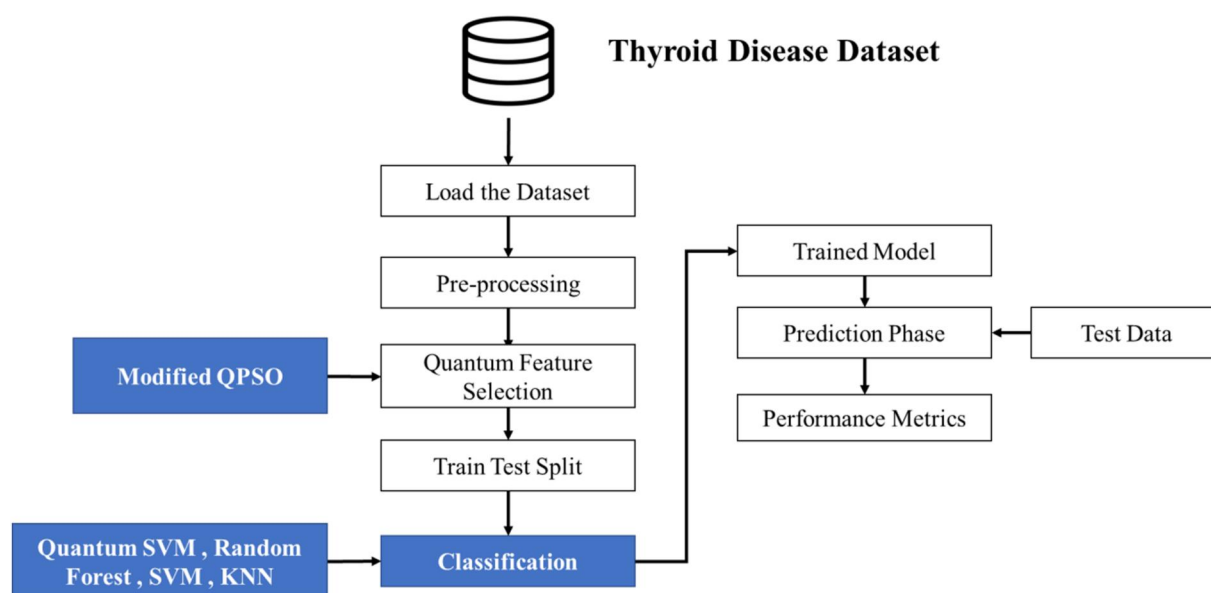 Thyroid Disease Dataset
Load the Dataset
Pre-processing
Modified QPSO
Quantum Feature
Selection
Train Test Split
Quantum SVM , Random
Forest , SVM , KNN
Classification
Trained Model
Prediction Phase
Test Data
Performance Metrics